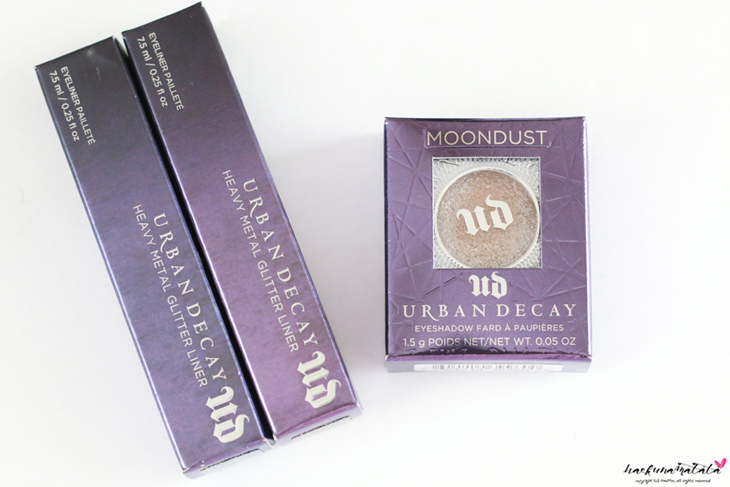 EYELINER PAILLETÉ
7.5 ml / 0.25 fl oz
URBAN DECAY
HEAVY METAL GLITTER LINER
UD
EYELINER PAILLETÉ
7.5 ml / 0.25 fl oz
URBAN DECAY
HEAVY METAL GLITTER LINER
UD
MOONDUST
UD
UD
URBAN DECAY
EYESHADOW FARD À PAUPIÈRES
1.5 g POIDS NET/NET WT. 0.05 OZ